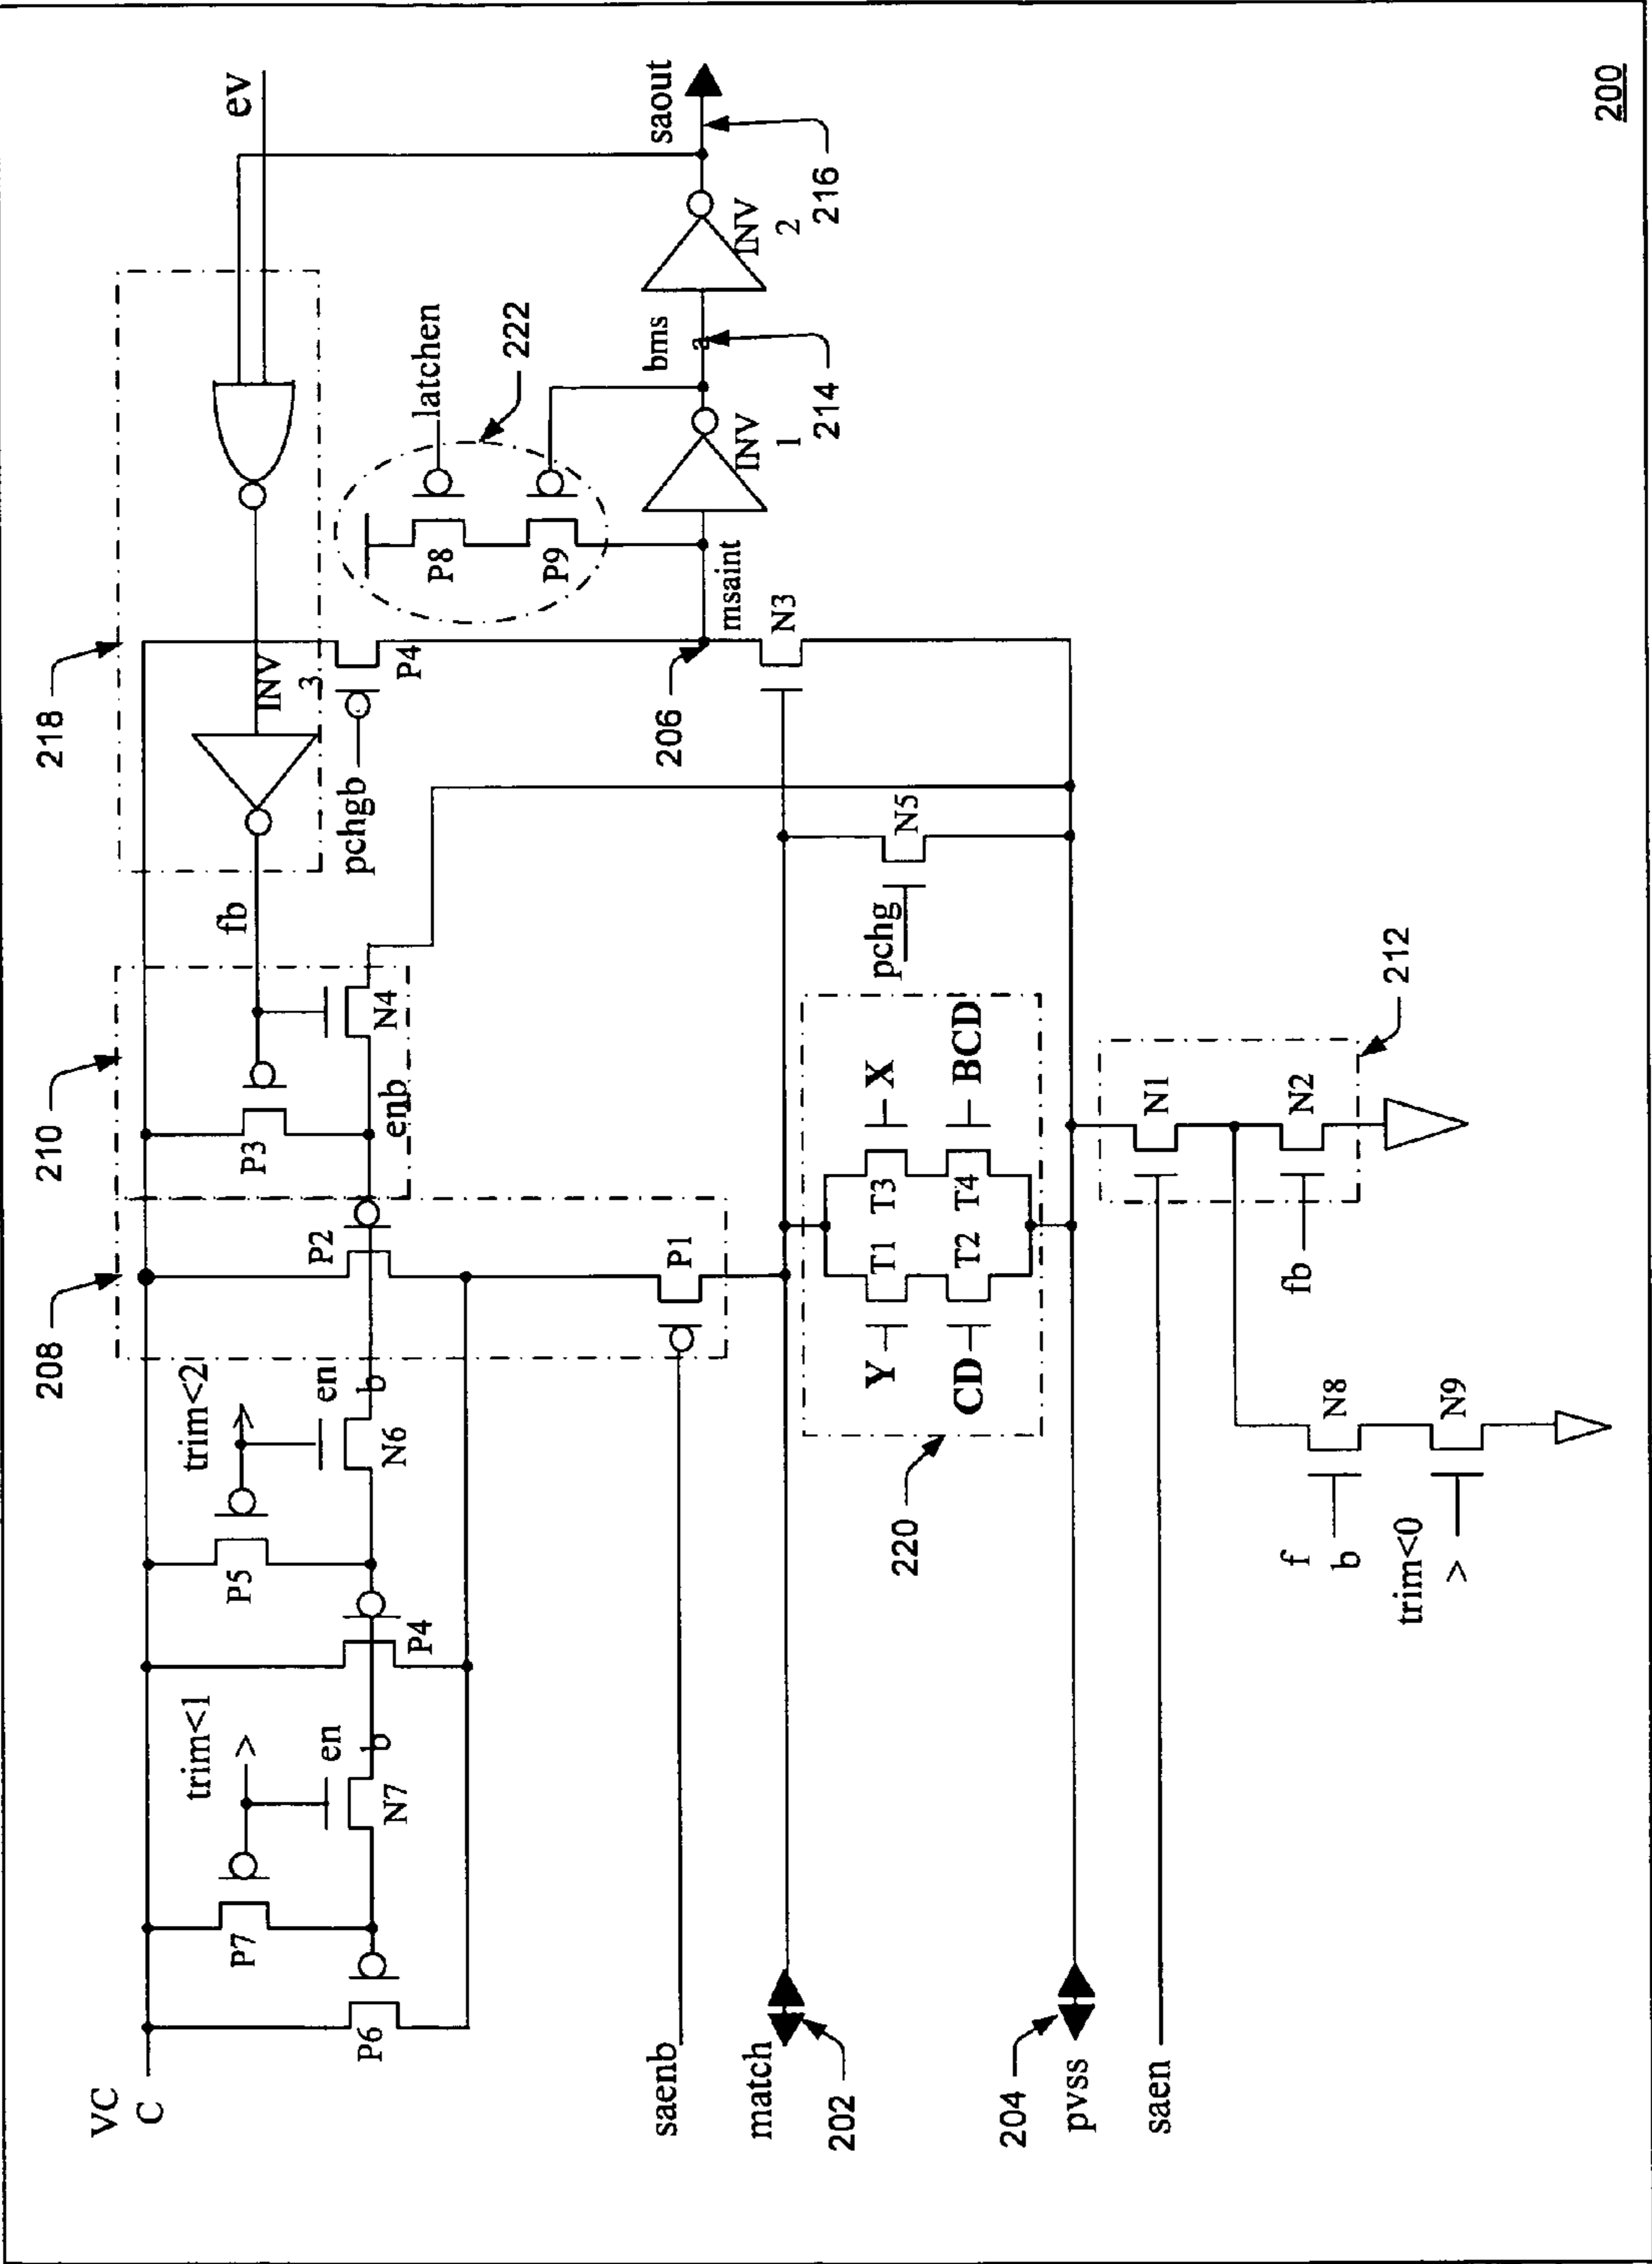 200
VC
C
trim<1
>
en
b
P7
N7
P6
trim<2
en
b
P5
N6
P4
208
P2
P1
210
P3
enb
N4
fb
218
INV
3
ev
pchgb
P4
latchen
222
P8
P9
206
msaint
N3
INV
1
bms
a
214
INV
2
saout
216
saenb
match
202
204
pvss
saen
220
Y
T1
T3
X
CD
T2
T4
BCD
pchg
N5
212
N1
N2
fb
N8
f
b
N9
trim<0
>